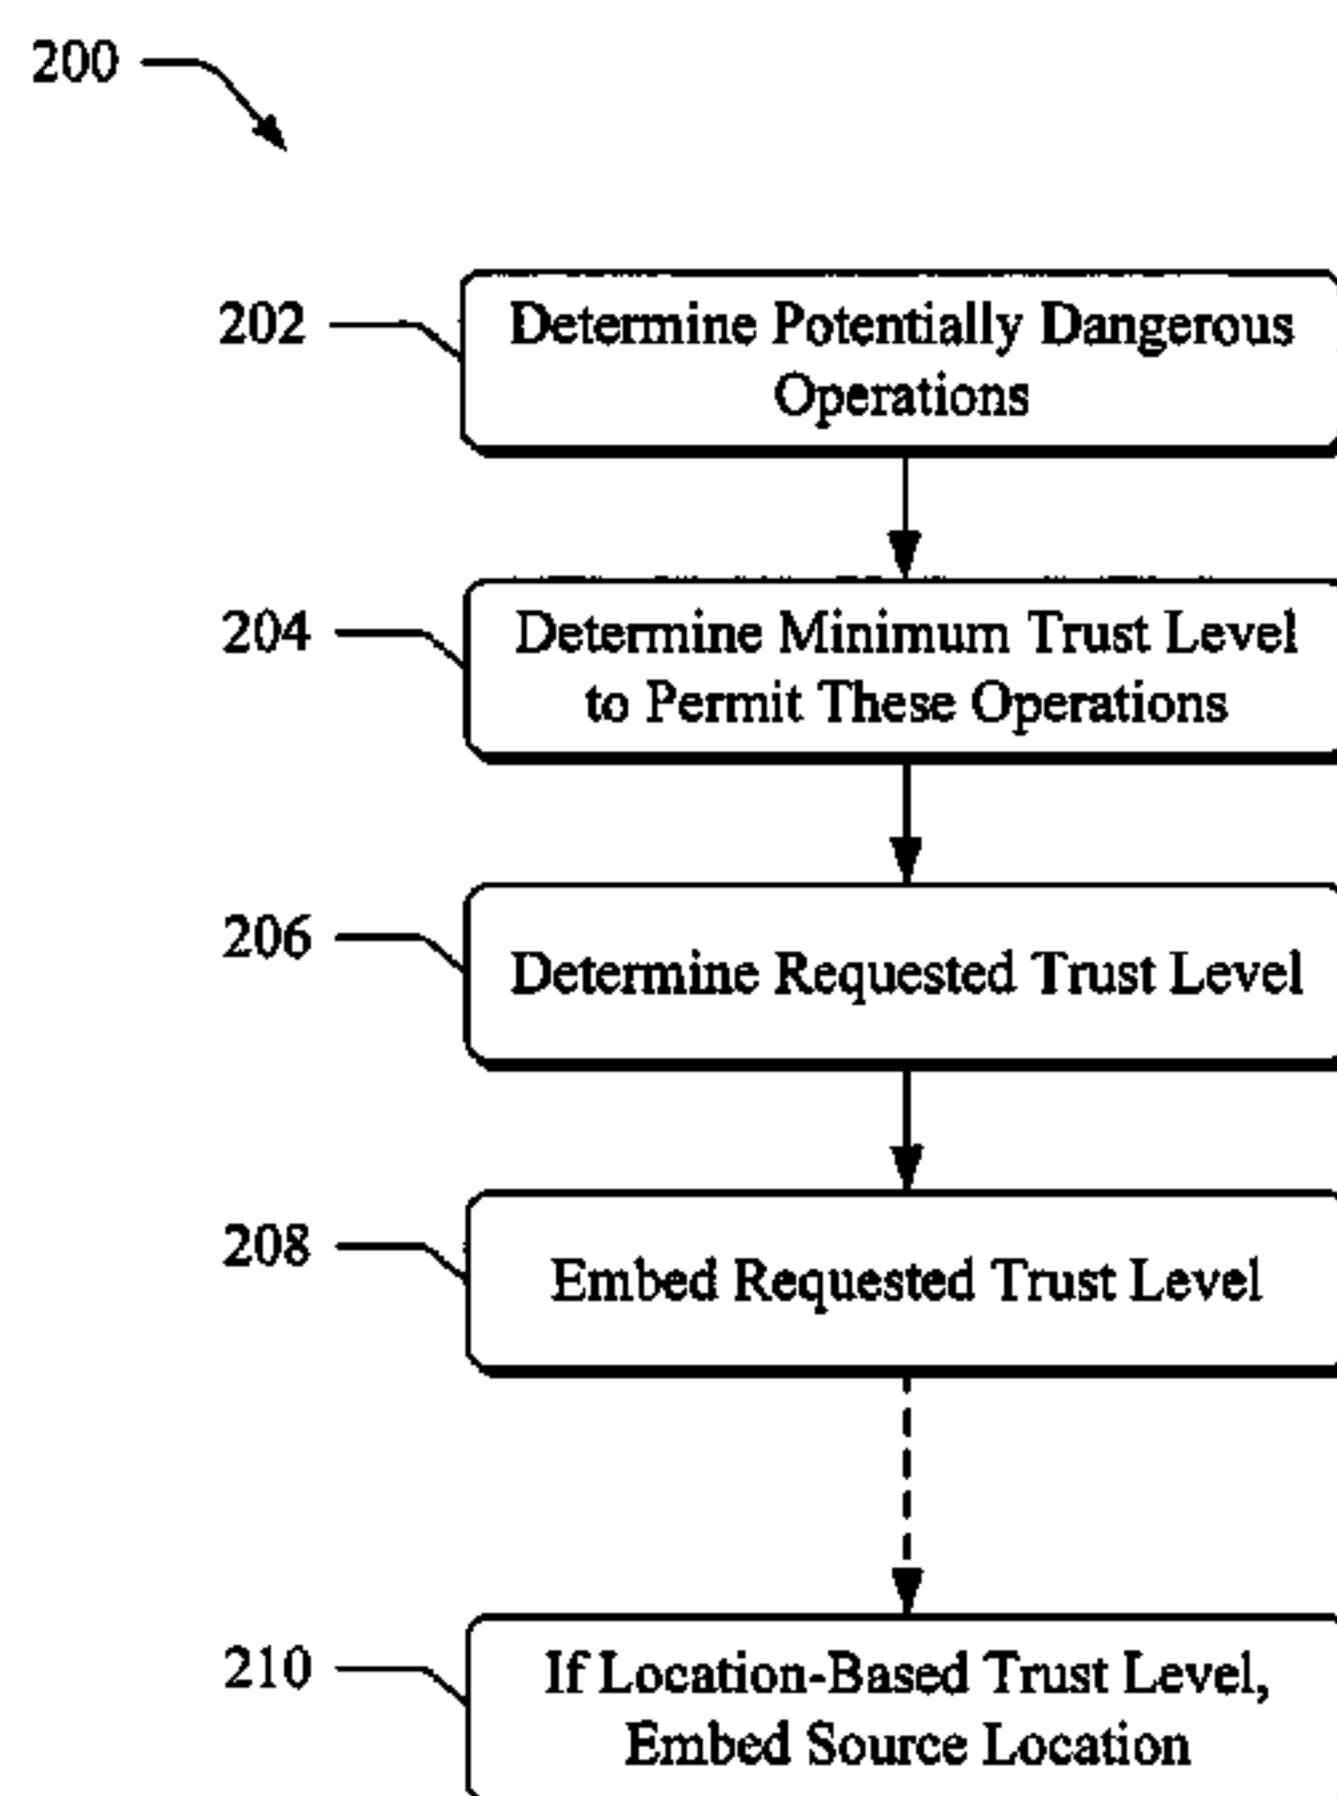 200
202
Determine Potentially Dangerous
Operations
204
Determine Minimum Trust Level
to Permit These Operations
206
Determine Requested Trust Level
208
Embed Requested Trust Level
210
If Location-Based Trust Level,
Embed Source Location